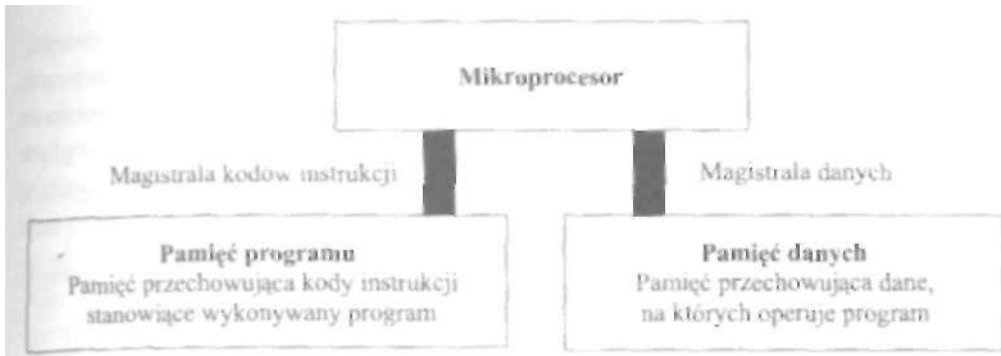 Mikroprocesor
Magistrala kodów instrukcji
Magistrala danych
Pamięć programu
Pamięć przechowująca kody instrukcji
stanowiące wykonywany program
Pamięć danych
Pamięć przechowująca dane,
na których operuje program